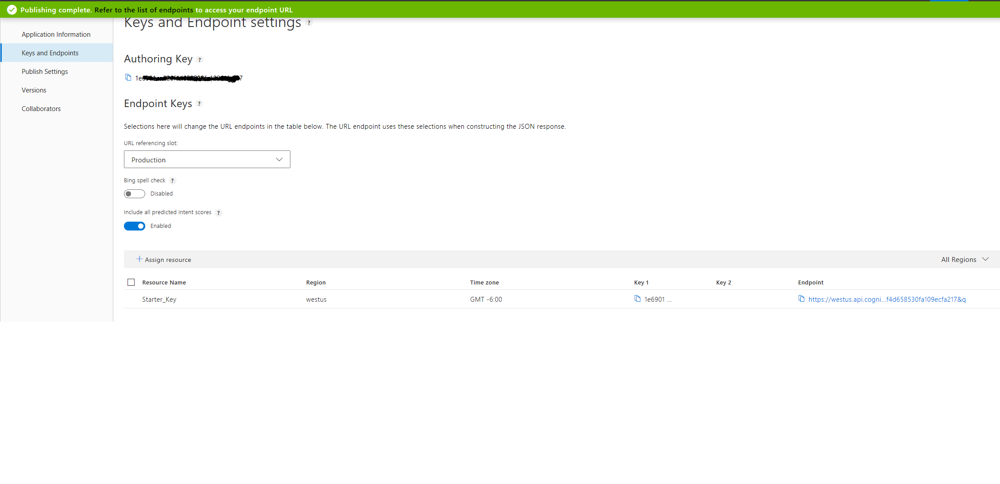 Publishing complete. Refer to the list of endpoints to access your endpoint URL
Keys and Endpoint settings ?
Application Information
Keys and Endpoints
Publish Settings
Versions
Collaborators
Authoring Key ?
Endpoint Keys ?
Selections here will change the URL endpoints in the table below. The URL endpoint uses these selections when constructing the JSON response.
URL referencing slot:
Production
Bing spell check ?
Disabled
Include all predicted intent scores ?
Enabled
+ Assign resource All Regions
Resource Name Region Time zone Key 1 Key 2 Endpoint
Starter_Key westus GMT -6:00 1e6901 ... https://westus.api.cogni...f4d658530fa109ecfa217&q